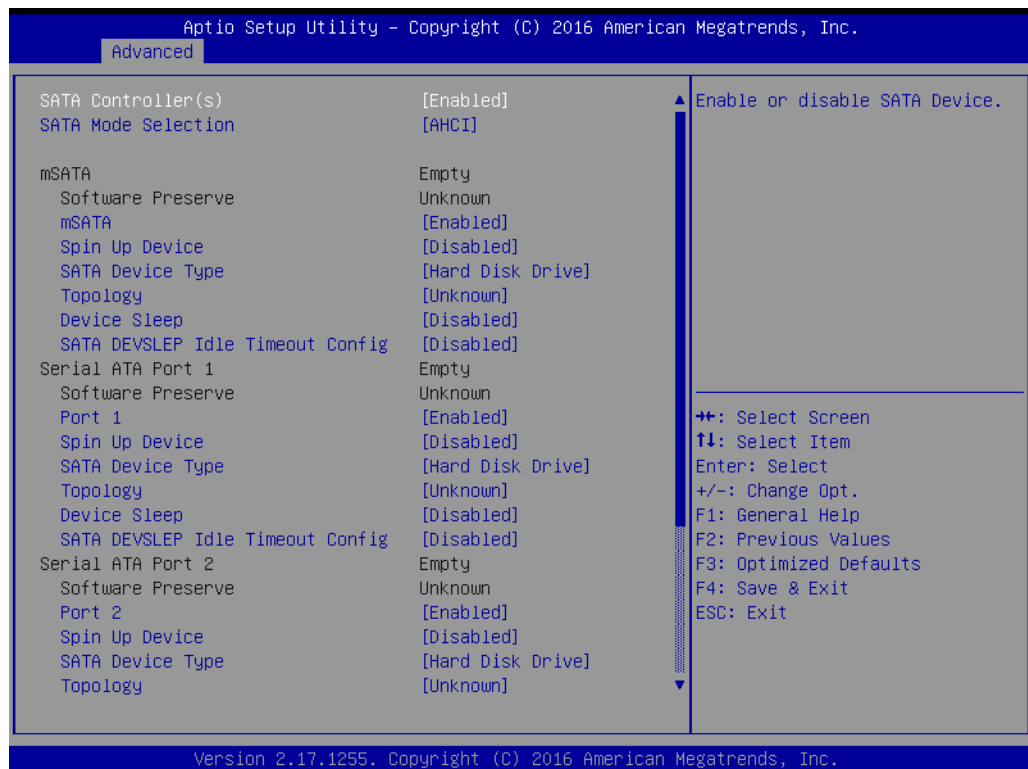 Aptio Setup Utility – Copyright (C) 2016 American Megatrends, Inc.
Advanced
SATA Controller(s) [Enabled]
SATA Mode Selection [AHCI]
mSATA Empty
Software Preserve Unknown
mSATA [Enabled]
Spin Up Device [Disabled]
SATA Device Type [Hard Disk Drive]
Topology [Unknown]
Device Sleep [Disabled]
SATA DEVSLEP Idle Timeout Config [Disabled]
Serial ATA Port 1 Empty
Software Preserve Unknown
Port 1 [Enabled]
Spin Up Device [Disabled]
SATA Device Type [Hard Disk Drive]
Topology [Unknown]
Device Sleep [Disabled]
SATA DEVSLEP Idle Timeout Config [Disabled]
Serial ATA Port 2 Empty
Software Preserve Unknown
Port 2 [Enabled]
Spin Up Device [Disabled]
SATA Device Type [Hard Disk Drive]
Topology [Unknown]
Enable or disable SATA Device.
→←: Select Screen
↑↓: Select Item
Enter: Select
+/-: Change Opt.
F1: General Help
F2: Previous Values
F3: Optimized Defaults
F4: Save & Exit
ESC: Exit
Version 2.17.1255. Copyright (C) 2016 American Megatrends, Inc.